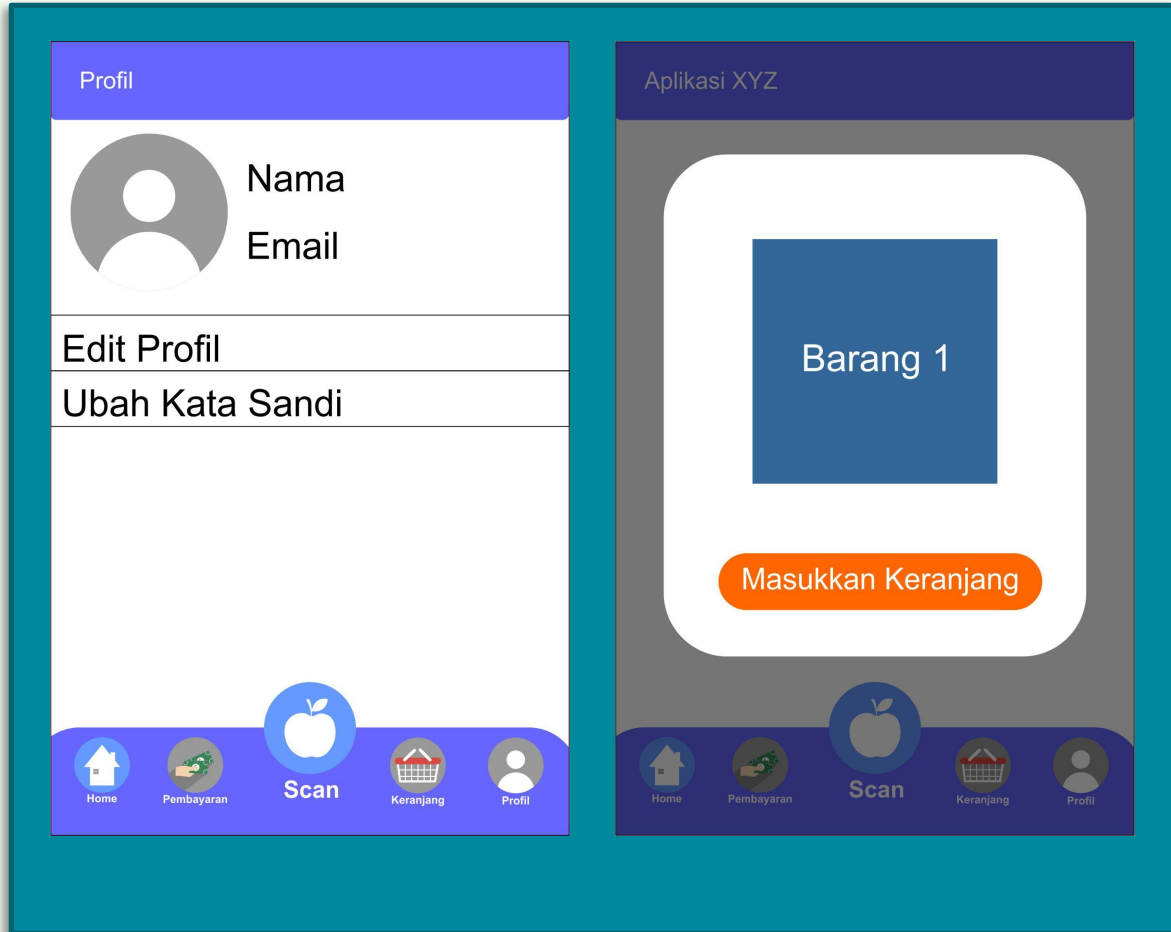 Profil
Nama
Email
Edit Profil
Ubah Kata Sandi
Home
Pembayaran
Scan
Keranjang
Profil
Aplikasi XYZ
Barang 1
Masukkan Keranjang
Home
Pembayaran
Scan
Keranjang
Profil